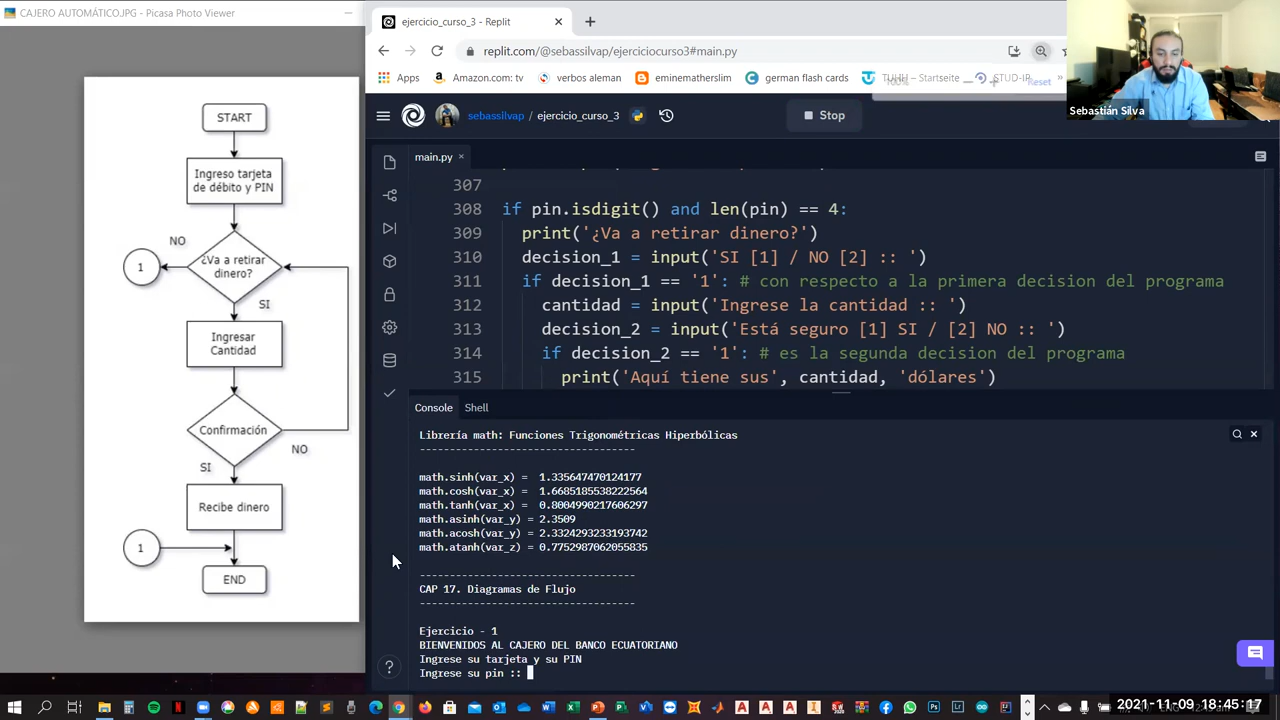 CAJERO AUTOMÁTICO.JPG - Picasa Photo Viewer
START
Ingreso tarjeta
de débito y PIN
NO
1
¿Va a retirar
dinero?
SI
Ingresar
Cantidad
Confirmación
NO
SI
Recibe dinero
1
END
ejercicio_curso_3 - Replit
replit.com/@sebassilvap/ejerciciocurso3#main.py
Apps
Amazon.com: tv
verbos aleman
eminematherslim
german flash cards
Startseite
STUD-IP
Reset
Sebastián Silva
sebassilvap / ejercicio_curso_3
Stop
main.py
307
308 if pin.isdigit() and len(pin) == 4:
309 print('¿Va a retirar dinero?')
310 decision_1 = input('SI [1] / NO [2] :: ')
311 if decision_1 == '1': # con respecto a la primera decision del programa
312 cantidad = input('Ingrese la cantidad :: ')
313 decision_2 = input('Está seguro [1] SI / [2] NO :: ')
314 if decision_2 == '1': # es la segunda decision del programa
315 print('Aquí tiene sus', cantidad, 'dólares')
Console
Shell
Librería math: Funciones Trigonométricas Hiperbólicas
-----------------------------------
math.sinh(var_x) = 1.335647470124177
math.cosh(var_x) = 1.6685185538222564
math.tanh(var_x) = 0.8004990217606297
math.asinh(var_y) = 2.3509
math.acosh(var_y) = 2.3324293233193742
math.atanh(var_z) = 0.7752987062055835
-----------------------------------
CAP 17. Diagramas de Flujo
-----------------------------------
Ejercicio - 1
BIENVENIDOS AL CAJERO DEL BANCO ECUATORIANO
Ingrese su tarjeta y su PIN
Ingrese su pin ::
2021-11-09 18:45:17